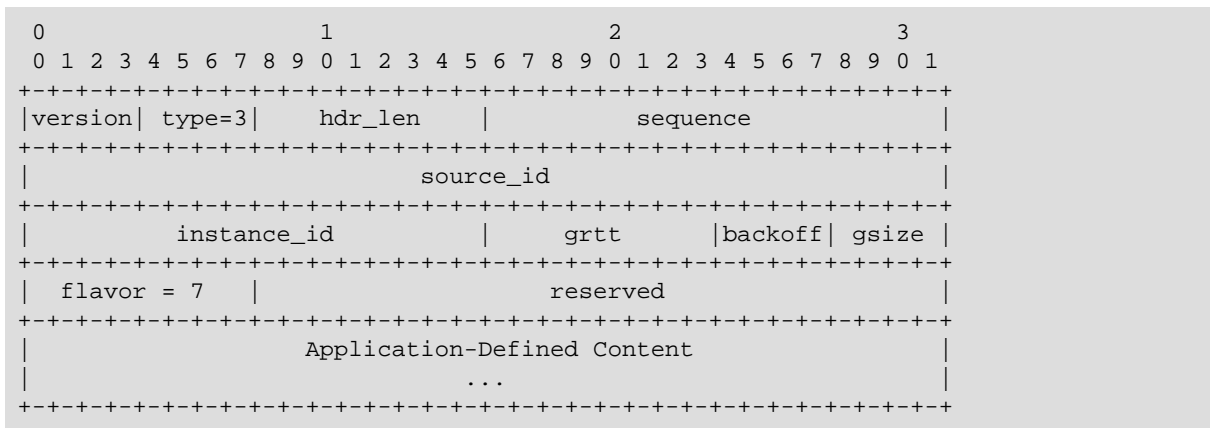 0                   1                   2                   3
 0 1 2 3 4 5 6 7 8 9 0 1 2 3 4 5 6 7 8 9 0 1 2 3 4 5 6 7 8 9 0 1
+-+-+-+-+-+-+-+-+-+-+-+-+-+-+-+-+-+-+-+-+-+-+-+-+-+-+-+-+-+-+-+-+
|version| type=3|    hdr_len    |          sequence             |
+-+-+-+-+-+-+-+-+-+-+-+-+-+-+-+-+-+-+-+-+-+-+-+-+-+-+-+-+-+-+-+-+
|                           source_id                           |
+-+-+-+-+-+-+-+-+-+-+-+-+-+-+-+-+-+-+-+-+-+-+-+-+-+-+-+-+-+-+-+-+
|          instance_id          |     grtt      |backoff| gsize |
+-+-+-+-+-+-+-+-+-+-+-+-+-+-+-+-+-+-+-+-+-+-+-+-+-+-+-+-+-+-+-+-+
|  flavor = 7   |                    reserved                   |
+-+-+-+-+-+-+-+-+-+-+-+-+-+-+-+-+-+-+-+-+-+-+-+-+-+-+-+-+-+-+-+-+
|                   Application-Defined Content                 |
|                              ...                              |
+-+-+-+-+-+-+-+-+-+-+-+-+-+-+-+-+-+-+-+-+-+-+-+-+-+-+-+-+-+-+-+-+